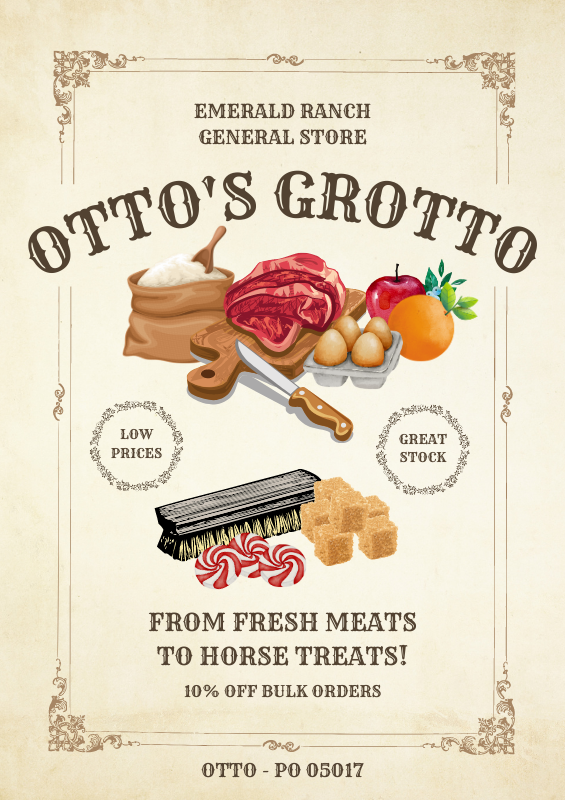 EMERALD RANCH
GENERAL STORE
OTTO'S GROTTO
LOW
PRICES
GREAT
STOCK
FROM FRESH MEATS
TO HORSE TREATS!
10% OFF BULK ORDERS
OTTO - PO 05017